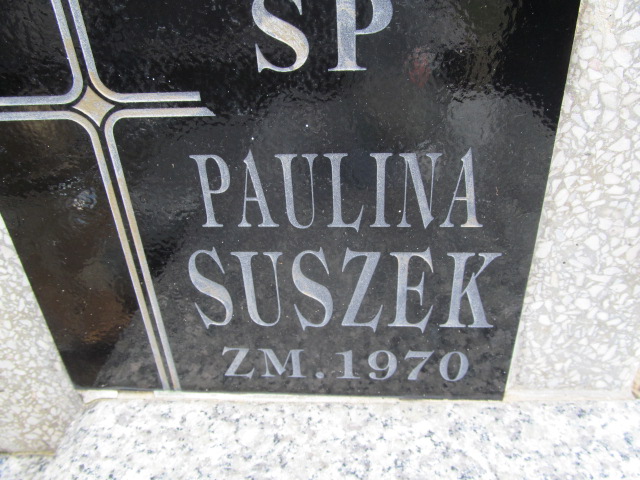 SP
PAULINA
SUSZEK
ZM. 1970